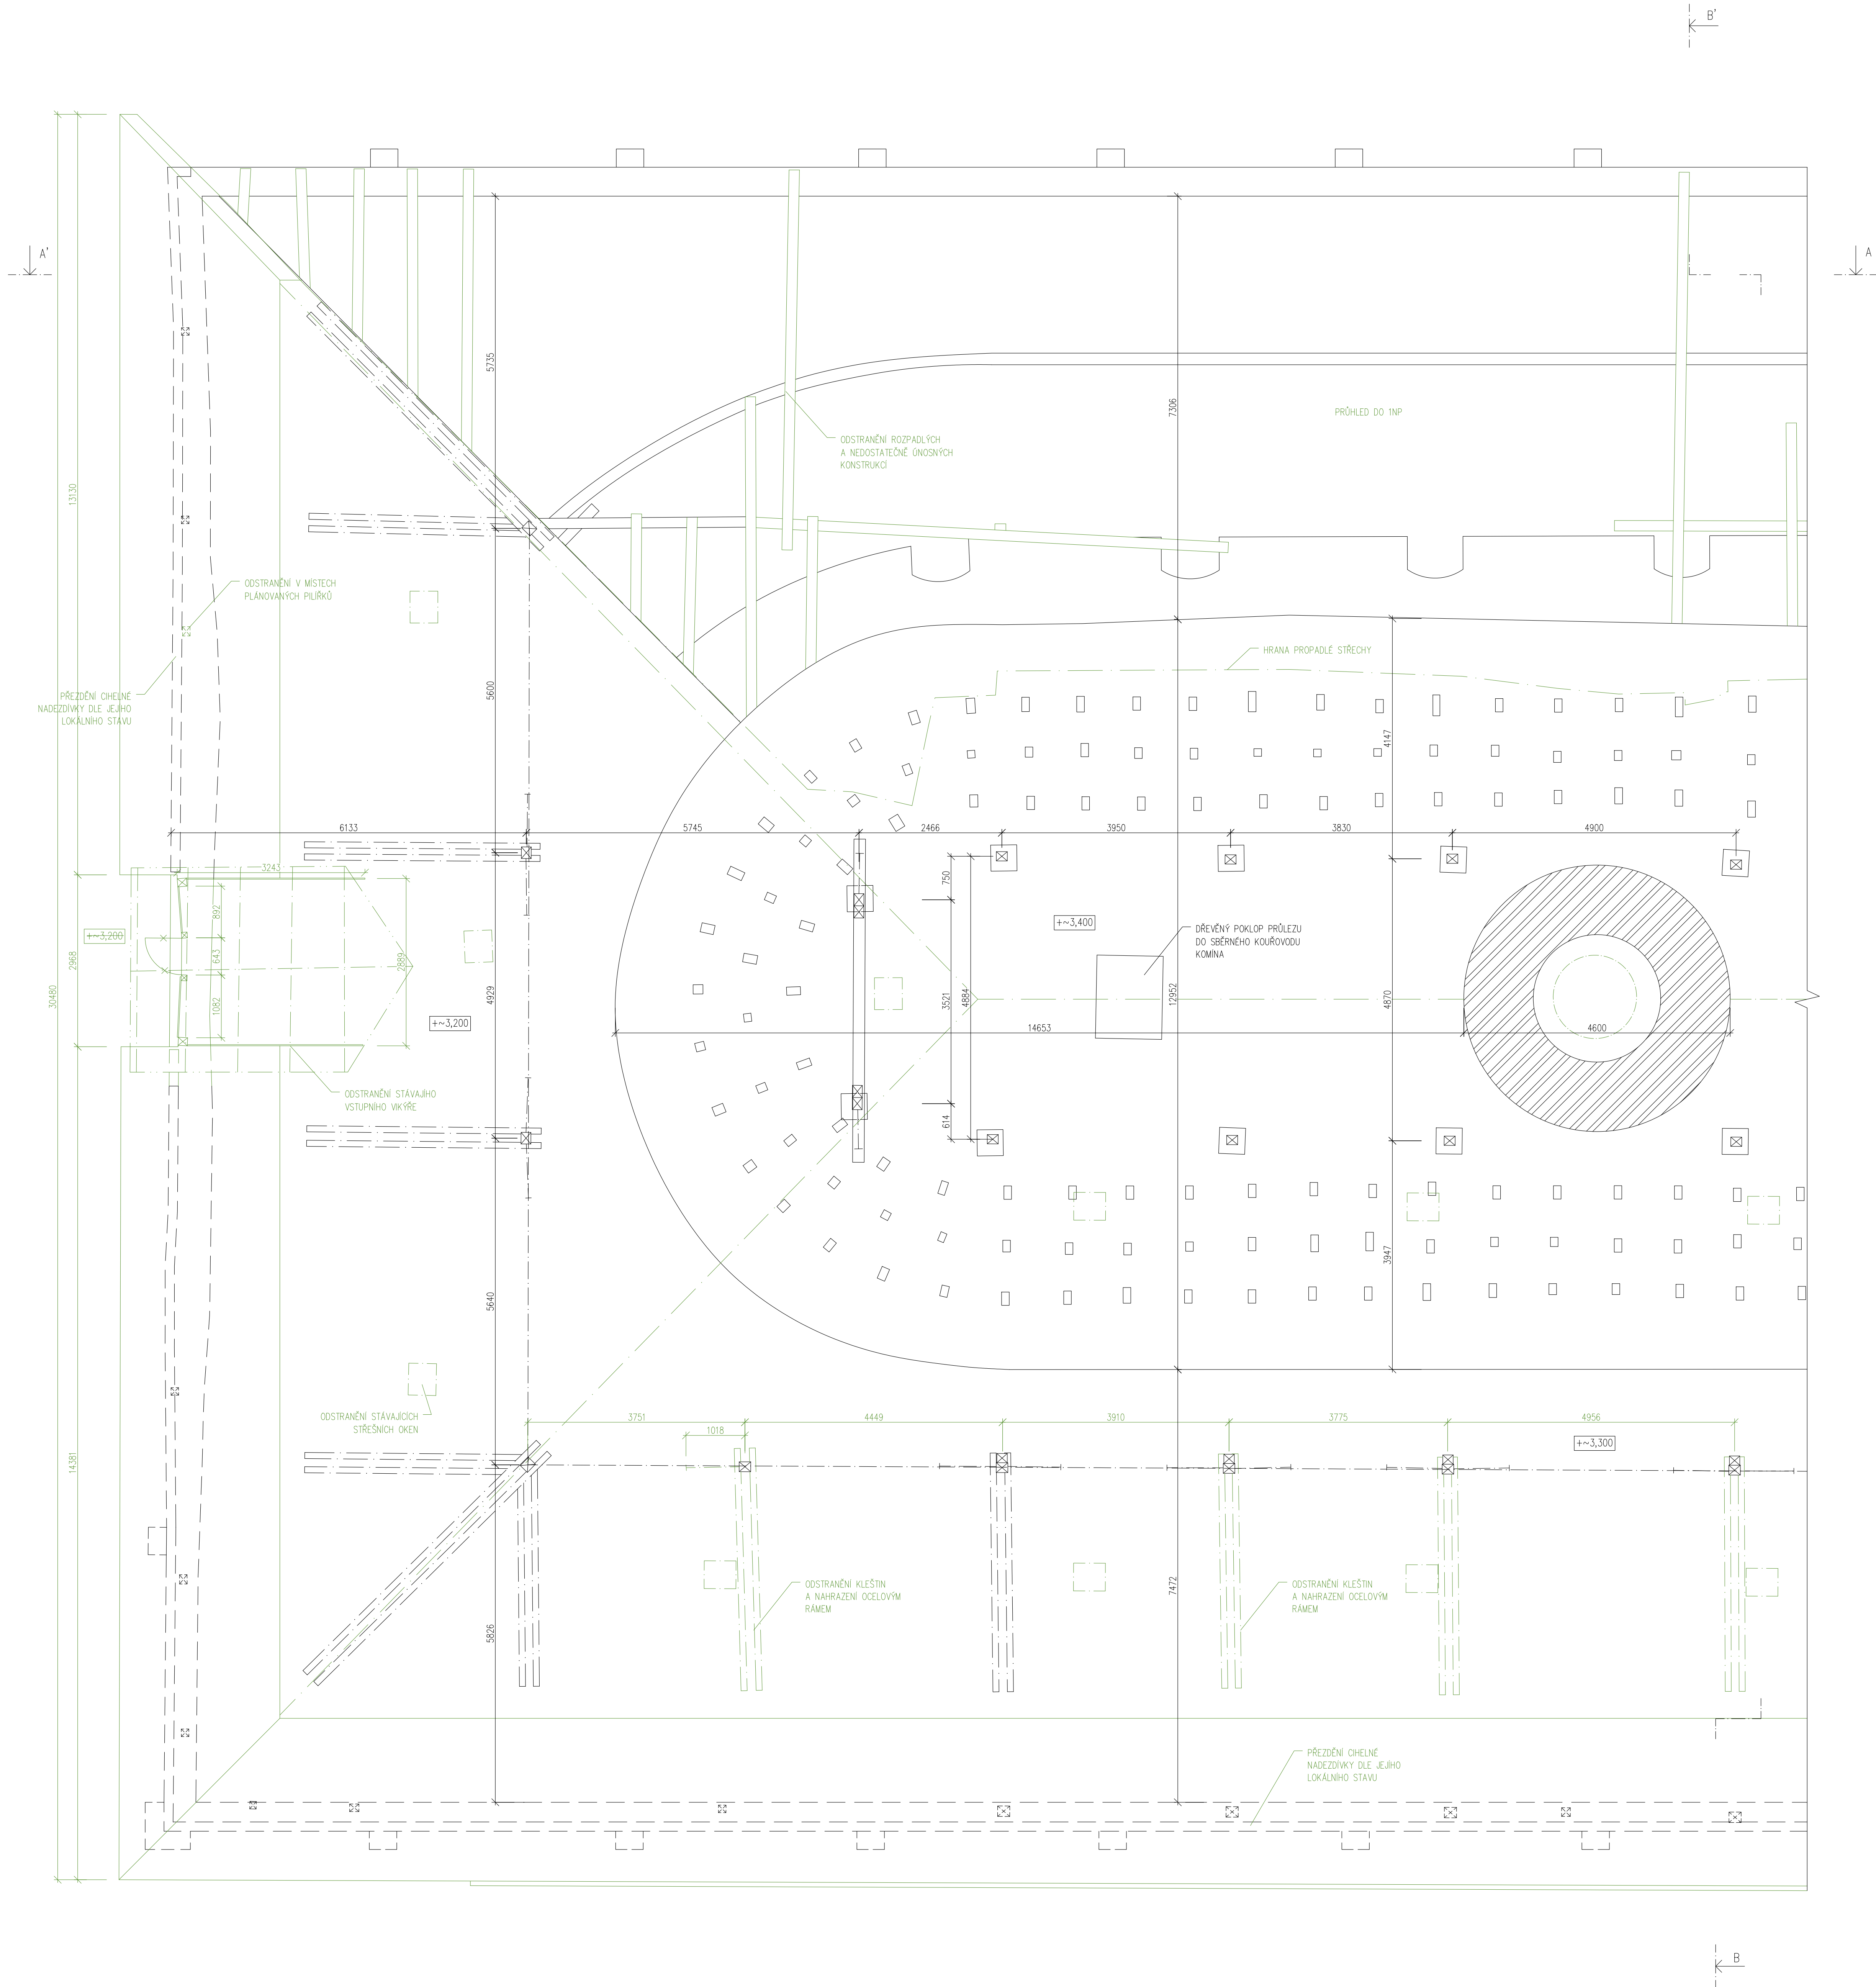 B'
A'
A
5735
7306
PRŮHLED DO 1NP
ODSTRANĚNÍ ROZPADLÝCH
A NEDOSTATEČNĚ ÚNOSNÝCH
KONSTRUKCÍ
13130
ODSTRANĚNÍ V MÍSTECH
PLÁNOVANÝCH PILÍŘKŮ
HRANA PROPADLÉ STŘECHY
PŘEZDĚNÍ CIHELNÉ
NADEZDÍVKY DLE JEJÍHO
LOKÁLNÍHO STAVU
5600
4147
6133
5745
2466
3950
3830
4900
3243
750
892
+~3,200
+~3,400
DŘEVĚNÝ POKLOP PRŮLEZU
DO SBĚRNÉHO KOUŘOVODU
KOMÍNA
2968
643
2889
30480
4929
3521
4884
12952
4870
1082
+~3,200
14653
4600
ODSTRANĚNÍ STÁVAJÍHO
VSTUPNÍHO VIKÝŘE
614
5640
3947
ODSTRANĚNÍ STÁVAJÍCÍCH
STŘEŠNÍCH OKEN
3751
4449
3910
3775
4956
1018
+~3,300
14381
ODSTRANĚNÍ KLEŠTIN
A NAHRAZENÍ OCELOVÝM
RÁMEM
7472
ODSTRANĚNÍ KLEŠTIN
A NAHRAZENÍ OCELOVÝM
RÁMEM
5826
PŘEZDĚNÍ CIHELNÉ
NADEZDÍVKY DLE JEJÍHO
LOKÁLNÍHO STAVU
B